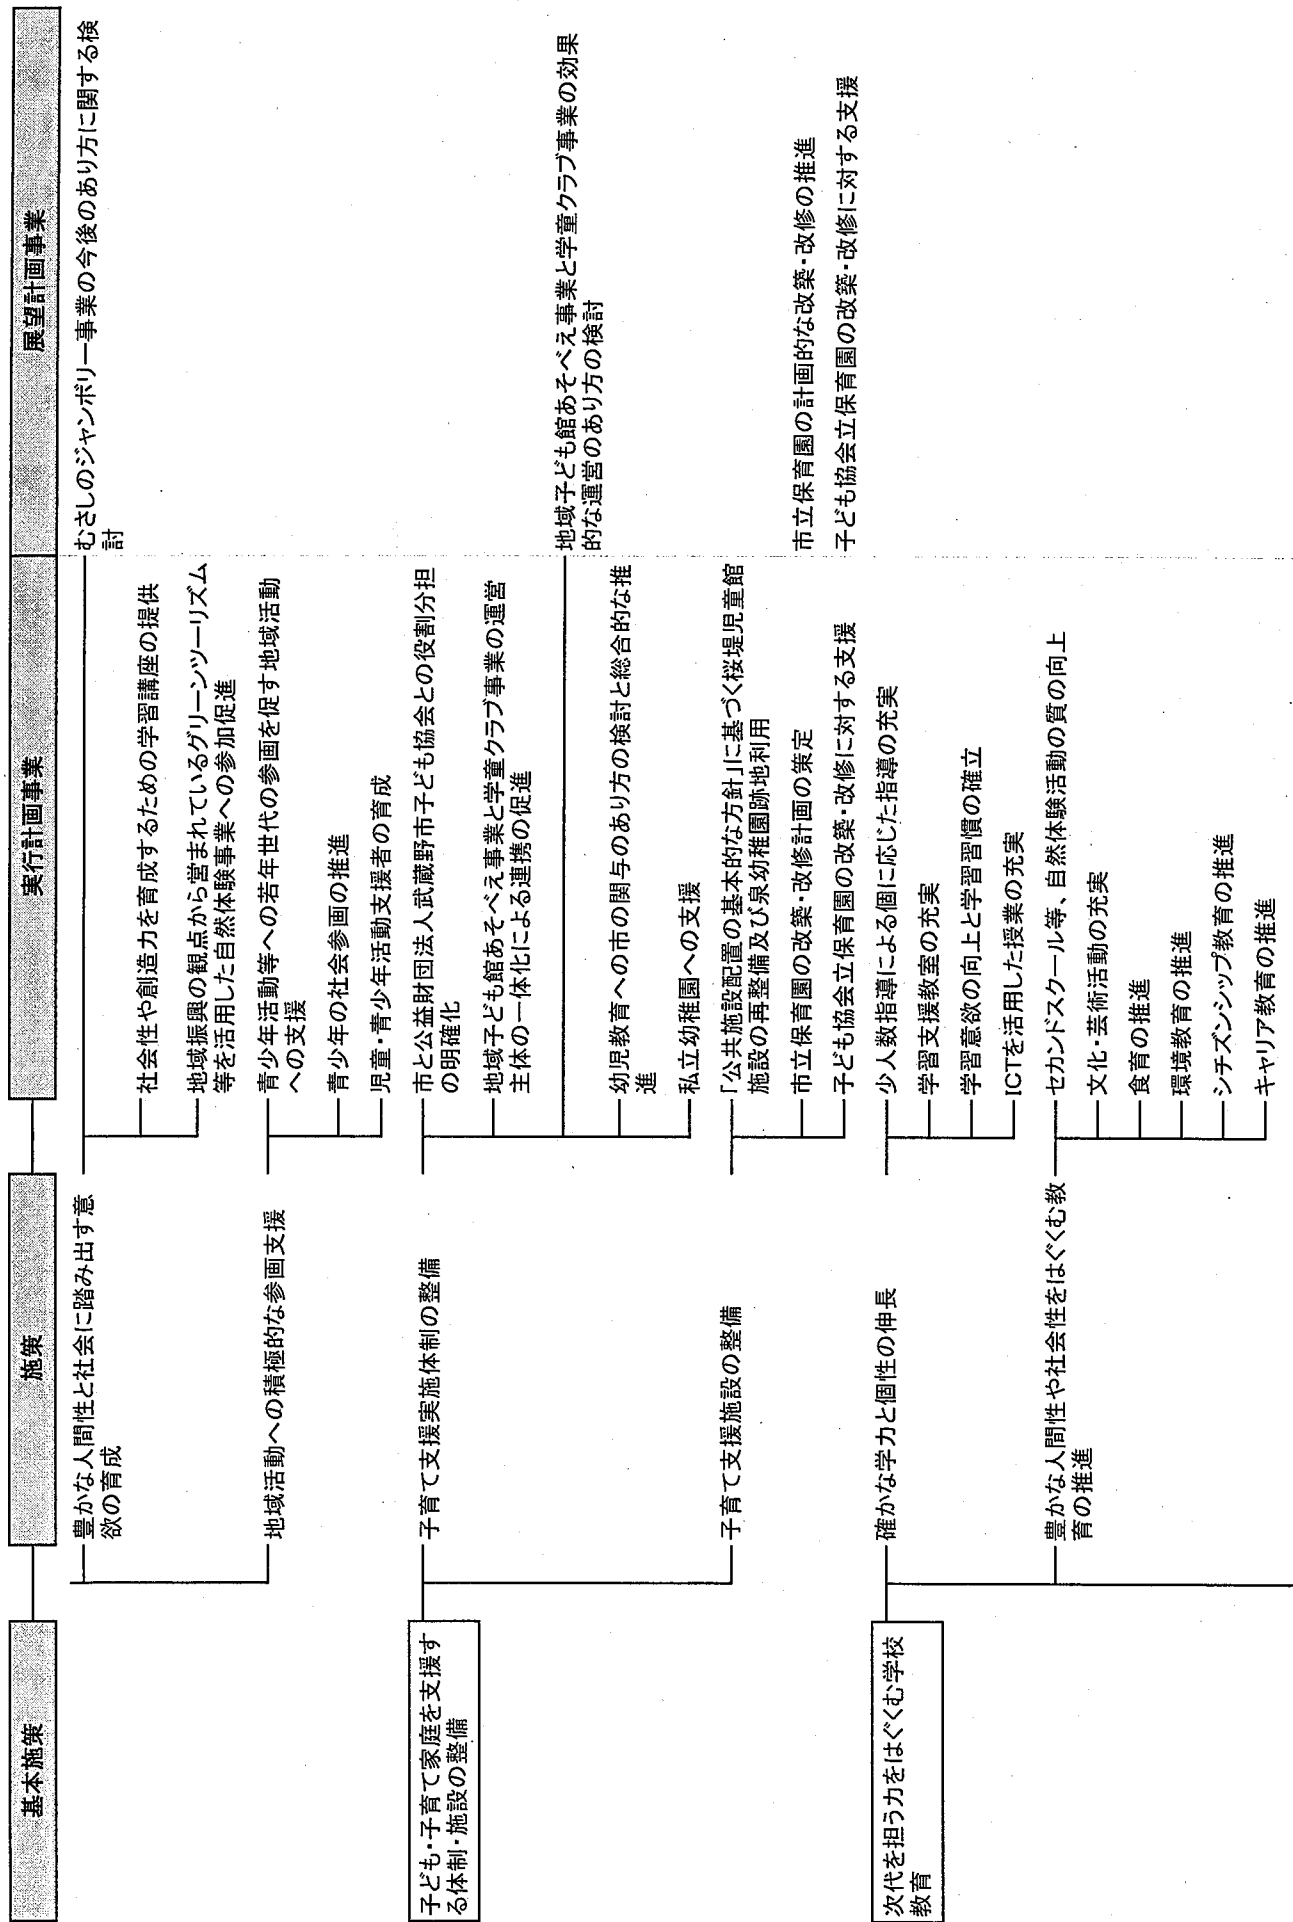 基本施策
施策
実行計画事業
展望計画事業
豊かな人間性と社会に踏み出す意
欲の育成
むさしのジャンボリー事業の今後のあり方に関する検
討
社会性や創造力を育成するための学習講座の提供
地域振興の観点から営まれているグリーンツーリズム
等を活用した自然体験事業への参加促進
地域活動への積極的な参画支援
青少年活動等への若年世代の参画を促す地域活動
への支援
青少年の社会参画の推進
児童・青少年活動支援者の育成
子ども・子育て家庭を支援す
る体制・施設の整備
子育て支援実施体制の整備
市と公益財団法人武蔵野市子ども協会との役割分担
の明確化
地域子ども館あそべえ事業と学童クラブ事業の運営
主体の一体化による連携の促進
地域子ども館あそべえ事業と学童クラブ事業の効果
的な運営のあり方の検討
幼児教育への市の関与のあり方の検討と総合的な推
進
私立幼稚園への支援
子育て支援施設の整備
「公共施設配置の基本的な方針」に基づく桜堤児童館
施設の再整備及び泉幼稚園跡地利用
市立保育園の改築・改修計画の策定
市立保育園の計画的な改築・改修の推進
子ども協会立保育園の改築・改修に対する支援
子ども協会立保育園の改築・改修に対する支援
次代を担う力をはぐくむ学校
教育
確かな学力と個性の伸長
少人数指導による個に応じた指導の充実
学習支援教室の充実
学習意欲の向上と学習習慣の確立
ICTを活用した授業の充実
豊かな人間性や社会性をはぐくむ教
育の推進
セカンドスクール等、自然体験活動の質の向上
文化・芸術活動の充実
食育の推進
環境教育の推進
シチズンシップ教育の推進
キャリア教育の推進